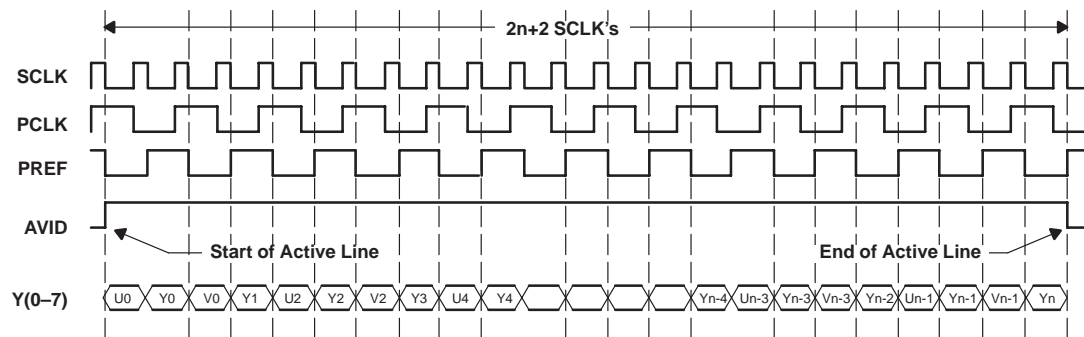 2n+2 SCLK's
SCLK
PCLK
PREF
AVID
Start of Active Line
End of Active Line
Y(0–7)
U0 Y0 V0 Y1 U2 Y2 V2 Y3 U4 Y4 Yn-4 Un-3 Yn-3 Vn-3 Yn-2 Un-1 Yn-1 Vn-1 Yn